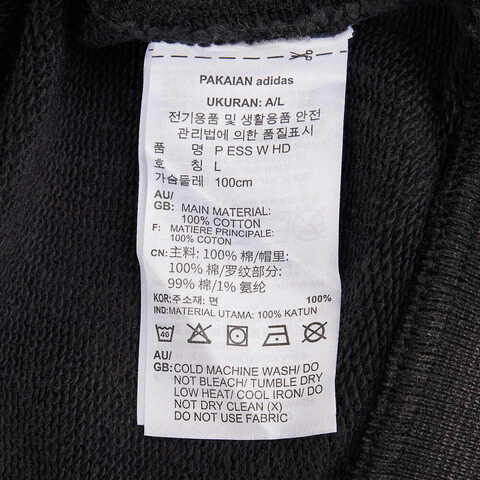 PAKAIAN adidas
UKURAN: A/L
전기용품 및 생활용품 안전
관리법에 의한 품질표시
품 명 P ESS W HD
호 칭 L
가슴둘레 100cm
AU/
GB: MAIN MATERIAL:
100% COTTON
F: MATIERE PRINCIPALE:
100% COTON
CN: 主料: 100% 棉/帽里:
100% 棉/罗纹部分:
99% 棉/1% 氨纶
KOR: 주소재: 면 100%
IND: MATERIAL UTAMA: 100% KATUN
40
AU/
GB: COLD MACHINE WASH/ DO
NOT BLEACH/ TUMBLE DRY
LOW HEAT/ COOL IRON/ DO
NOT DRY CLEAN (X)
DO NOT USE FABRIC